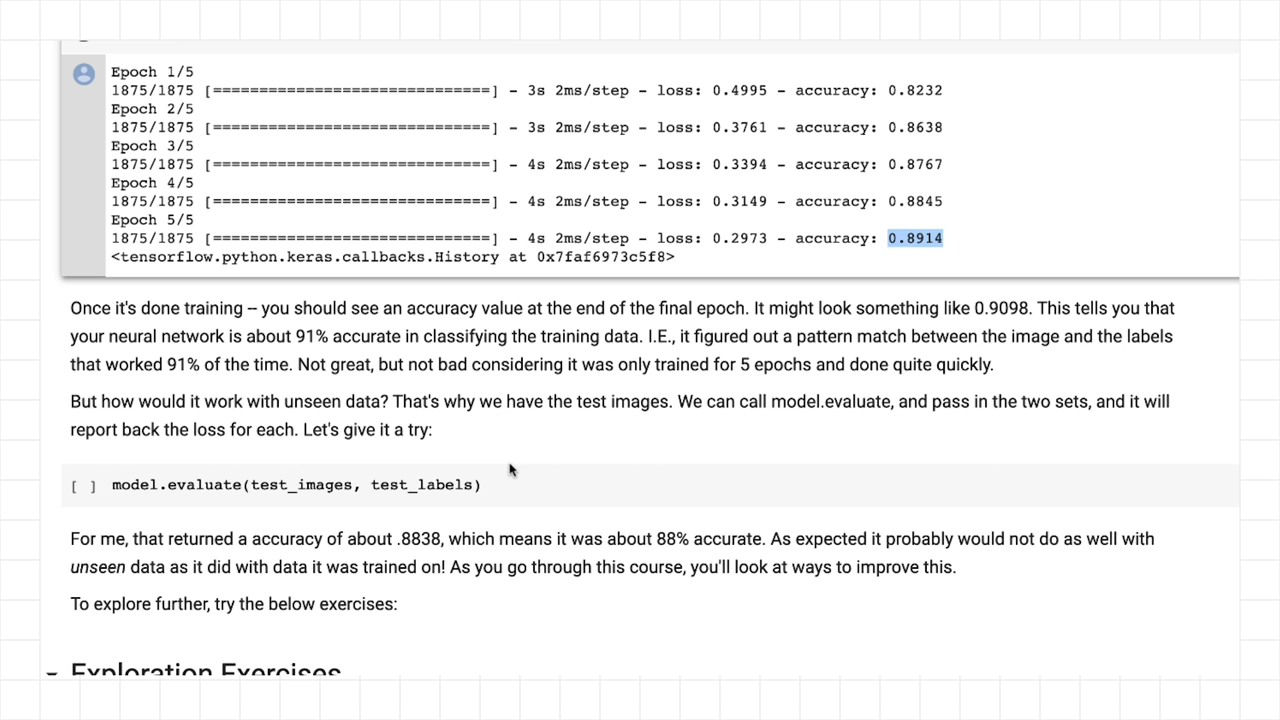 Epoch 1/5
1875/1875 [==============================] - 3s 2ms/step - loss: 0.4995 - accuracy: 0.8232
Epoch 2/5
1875/1875 [==============================] - 3s 2ms/step - loss: 0.3761 - accuracy: 0.8638
Epoch 3/5
1875/1875 [==============================] - 4s 2ms/step - loss: 0.3394 - accuracy: 0.8767
Epoch 4/5
1875/1875 [==============================] - 4s 2ms/step - loss: 0.3149 - accuracy: 0.8845
Epoch 5/5
1875/1875 [==============================] - 4s 2ms/step - loss: 0.2973 - accuracy: 0.8914
<tensorflow.python.keras.callbacks.History at 0x7faf6973c5f8>
Once it's done training -- you should see an accuracy value at the end of the final epoch. It might look something like 0.9098. This tells you that
your neural network is about 91% accurate in classifying the training data. I.E., it figured out a pattern match between the image and the labels
that worked 91% of the time. Not great, but not bad considering it was only trained for 5 epochs and done quite quickly.
But how would it work with unseen data? That's why we have the test images. We can call model.evaluate, and pass in the two sets, and it will
report back the loss for each. Let's give it a try:
[ ] model.evaluate(test_images, test_labels)
For me, that returned a accuracy of about .8838, which means it was about 88% accurate. As expected it probably would not do as well with
unseen data as it did with data it was trained on! As you go through this course, you'll look at ways to improve this.
To explore further, try the below exercises:
Exploration Exercises